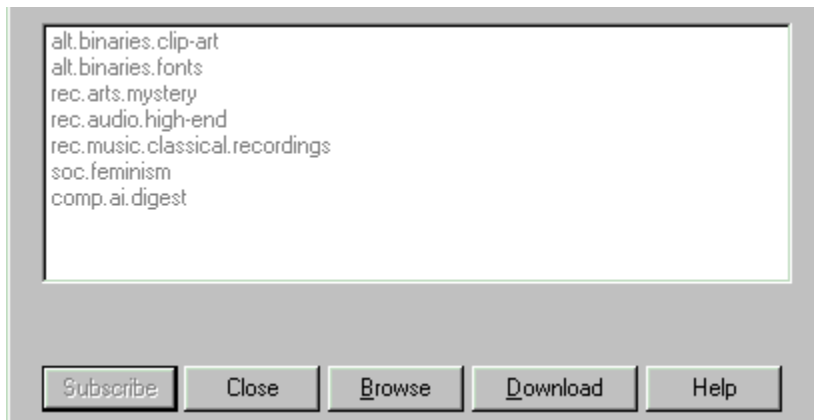 alt.binaries.clip-art
alt.binaries.fonts
rec.arts.mystery
rec.audio.high-end
rec.music.classical.recordings
soc.feminism
comp.ai.digest
Subscribe Close Browse Download Help